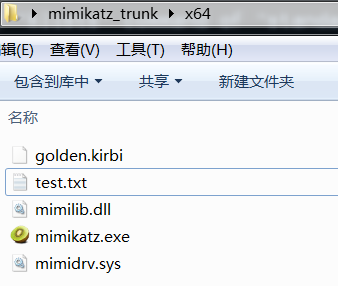 mimikatz_trunk ▸ x64
辑(E) 查看(V) 工具(T) 帮助(H)
包含到库中 共享 新建文件夹
名称
golden.kirbi
test.txt
mimilib.dll
mimikatz.exe
mimidrv.sys